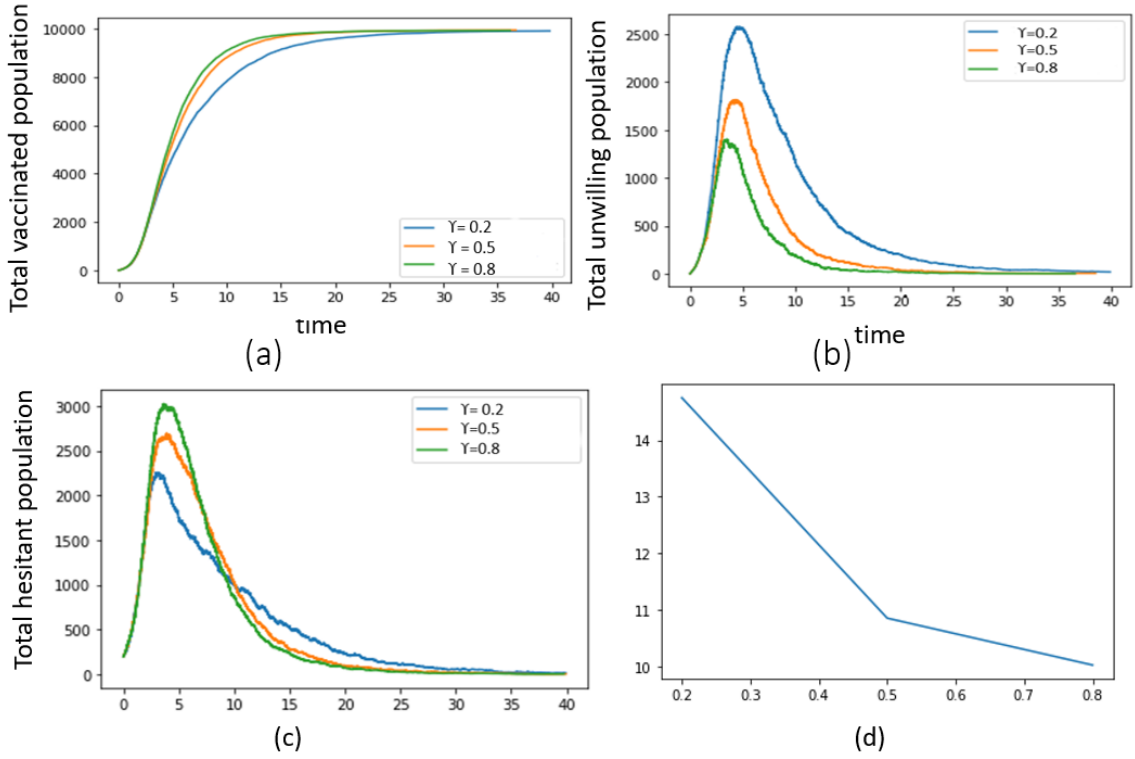 Total vaccinated population
10000
8000
6000
4000
2000
0
ϒ= 0.2
ϒ= 0.5
ϒ = 0.8
0 5 10 15 20 25 30 35 40
time
(a)
Total unwilling population
2500
2000
1500
1000
500
0
ϒ=0.2
ϒ=0.5
ϒ=0.8
0 5 10 15 20 25 30 35 40
time
(b)
Total hesitant population
3000
2500
2000
1500
1000
500
0
ϒ= 0.2
ϒ=0.5
ϒ=0.8
0 5 10 15 20 25 30 35 40
(c)
14
13
12
11
10
0.2 0.3 0.4 0.5 0.6 0.7 0.8
(d)